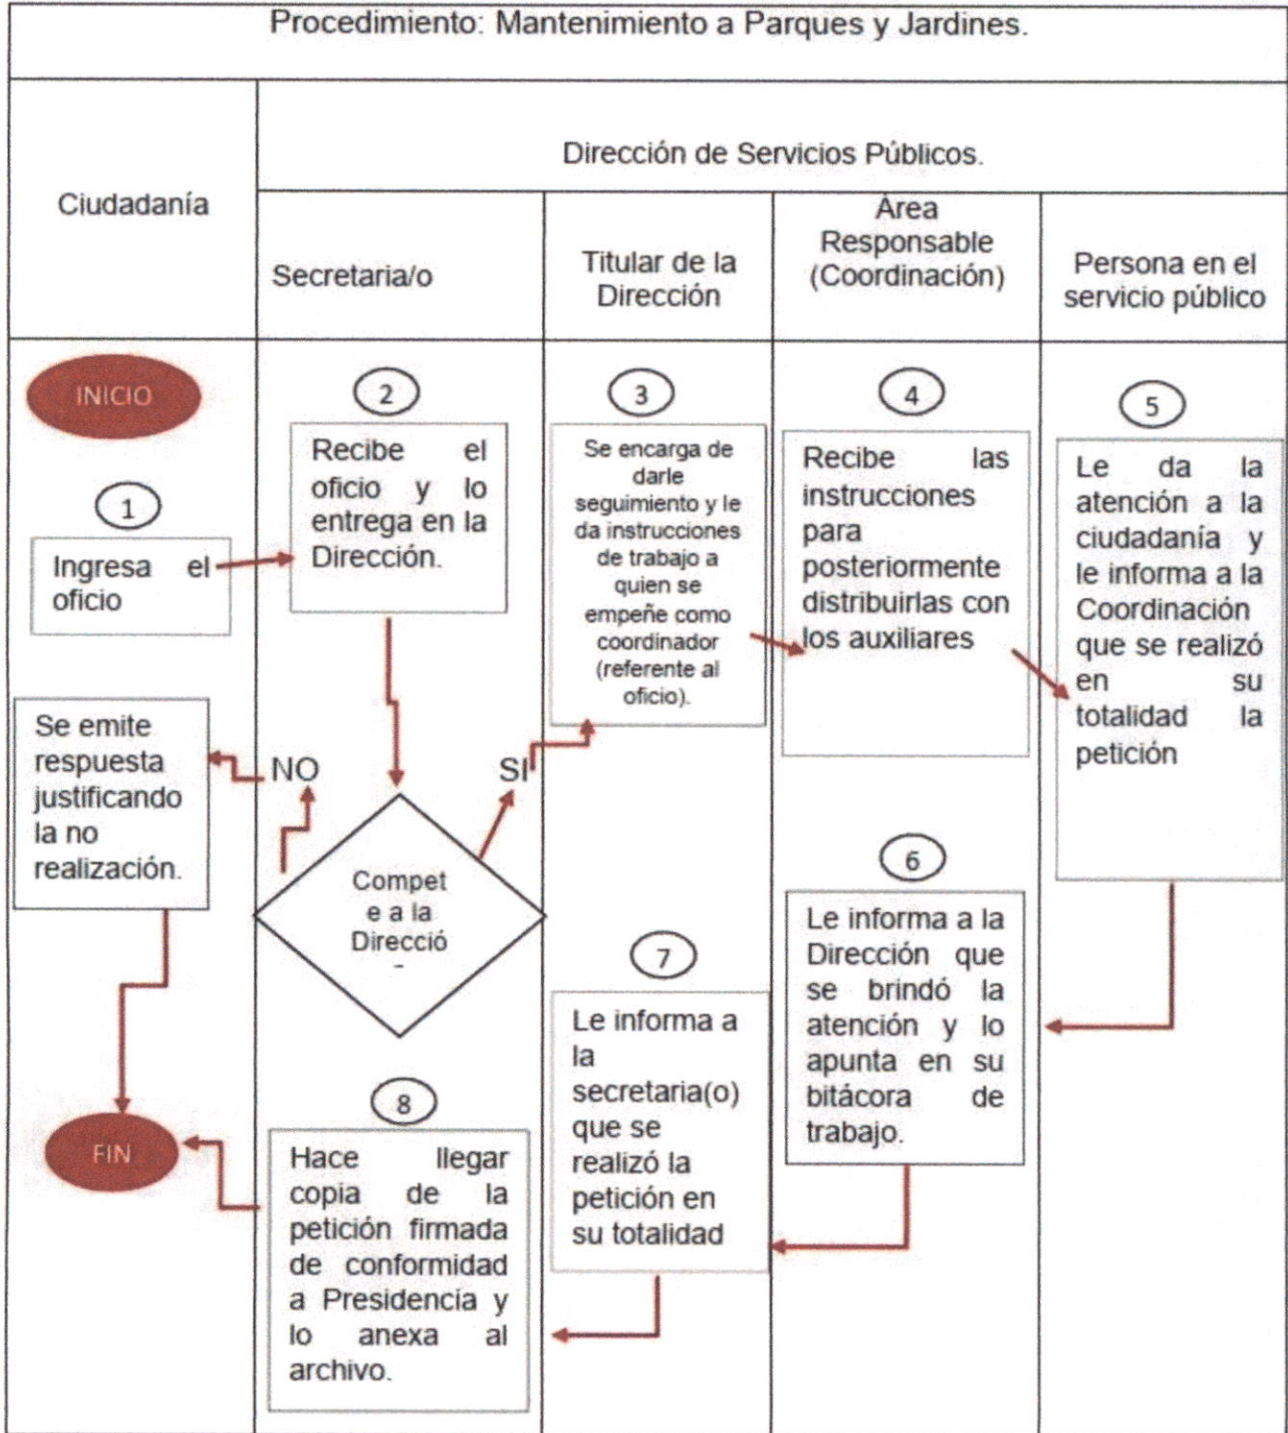 Procedimiento: Mantenimiento a Parques y Jardines.
Ciudadanía
Dirección de Servicios Públicos.
Secretaria/o
Titular de la
Dirección
Área
Responsable
(Coordinación)
Persona en el
servicio público
INICIO
1
Ingresa el
oficio
2
Recibe el
oficio y lo
entrega en la
Dirección.
3
Se encarga de
darle
seguimiento y le
da instrucciones
de trabajo a
quien se
empeñe como
coordinador
(referente al
oficio).
4
Recibe las
instrucciones
para
posteriormente
distribuirlas con
los auxiliares
5
Le da la
atención a la
ciudadanía y
le informa a la
Coordinación
que se realizó
en su
totalidad la
petición
Se emite
respuesta
justificando
la no
realización.
NO
SI
Compet
e a la
Direcció
6
Le informa a la
Dirección que
se brindó la
atención y lo
apunta en su
bitácora de
trabajo.
7
Le informa a
la
secretaria(o)
que se
realizó la
petición en
su totalidad
8
Hace llegar
copia de la
petición firmada
de conformidad
a Presidencia y
lo anexa al
archivo.
FIN